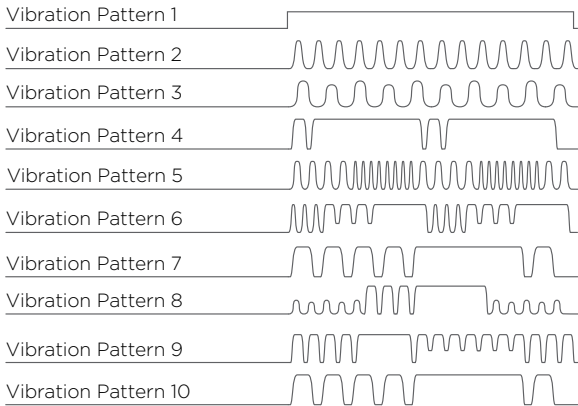 Vibration Pattern 1
Vibration Pattern 2
Vibration Pattern 3
Vibration Pattern 4
Vibration Pattern 5
Vibration Pattern 6
Vibration Pattern 7
Vibration Pattern 8
Vibration Pattern 9
Vibration Pattern 10